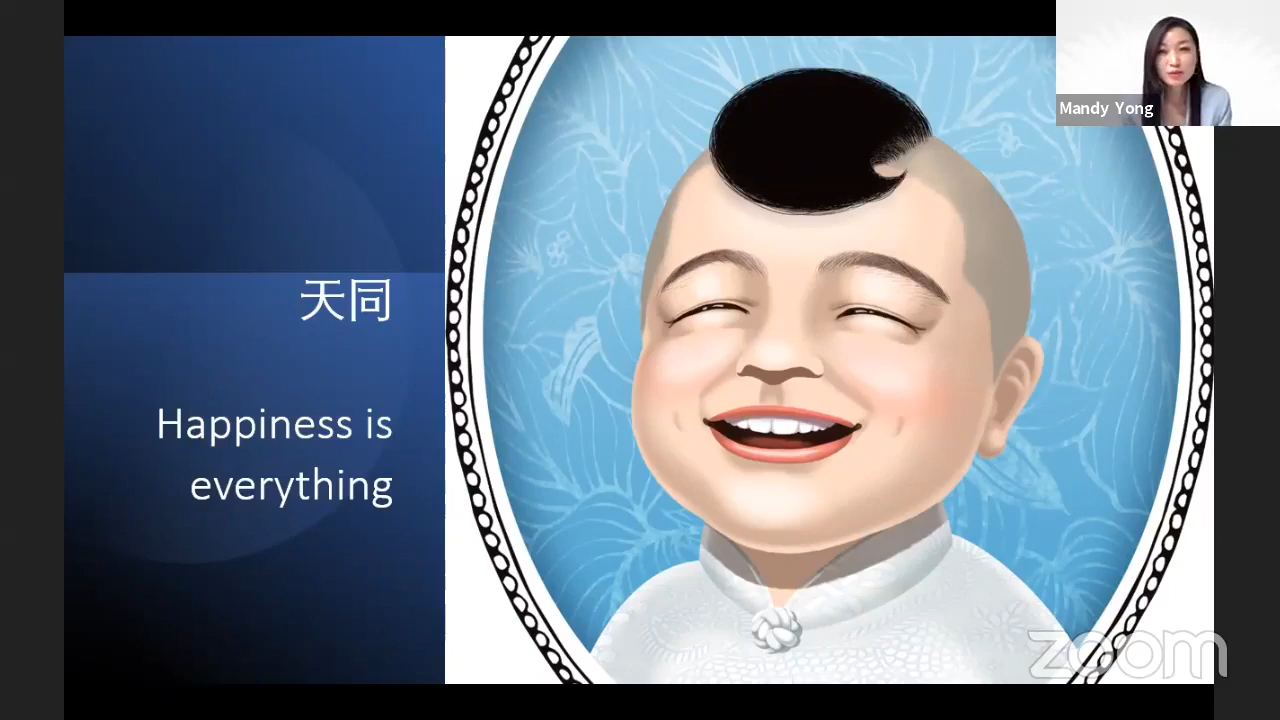 天同
Happiness is
everything
Mandy Yong
zoom